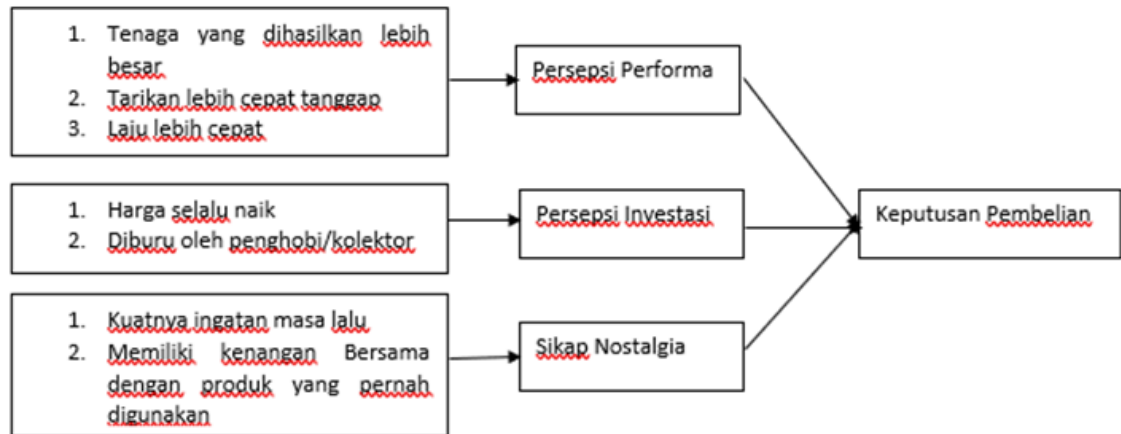 1. Tenaga yang dihasilkan lebih
besar
2. Tarikan lebih cepat tanggap
3. Laju lebih cepat
Persepsi Performa
1. Harga selalu naik
2. Diburu oleh penghobi/kolektor
Persepsi Investasi
Keputusan Pembelian
1. Kuatnya ingatan masa lalu
2. Memiliki kenangan Bersama
dengan produk yang pernah
digunakan
Sikap Nostalgia